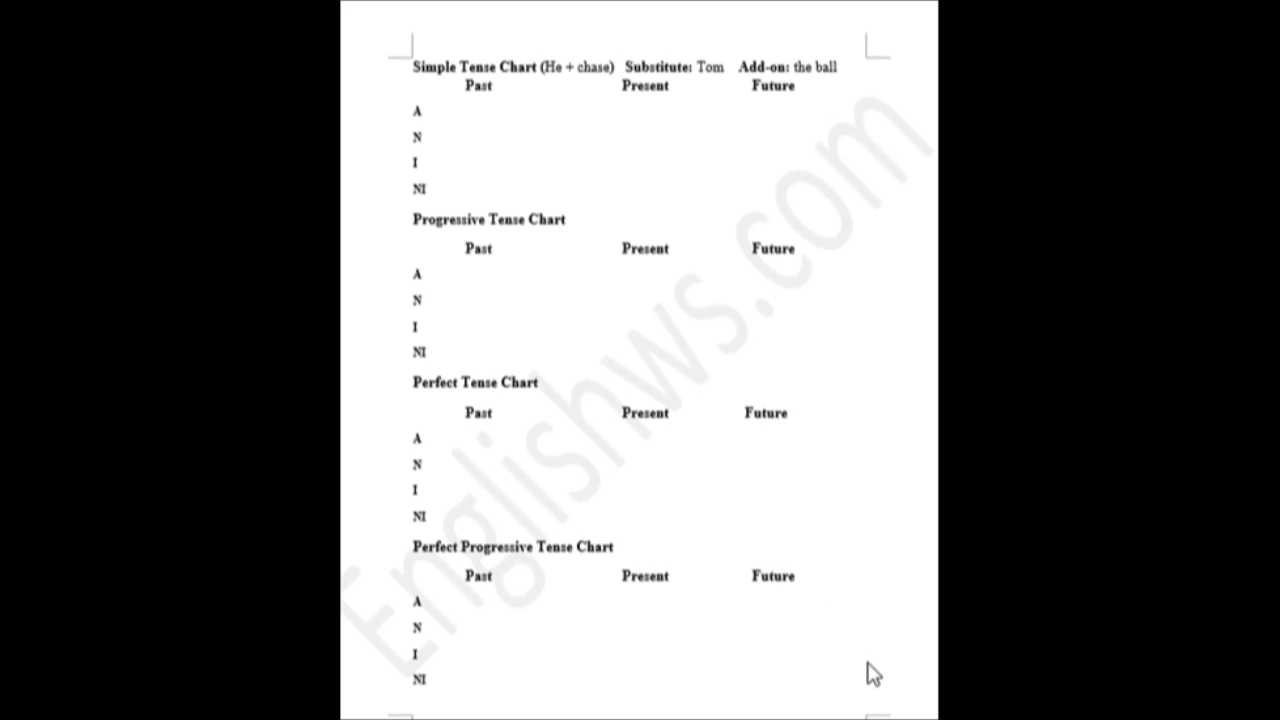 Simple Tense Chart (He + chase) Substitute: Tom Add-on: the ball
Past Present Future
A
N
I
NI
Progressive Tense Chart
Past Present Future
A
N
I
NI
Perfect Tense Chart
Past Present Future
A
N
I
NI
Perfect Progressive Tense Chart
Past Present Future
A
N
I
NI
Englishws.com